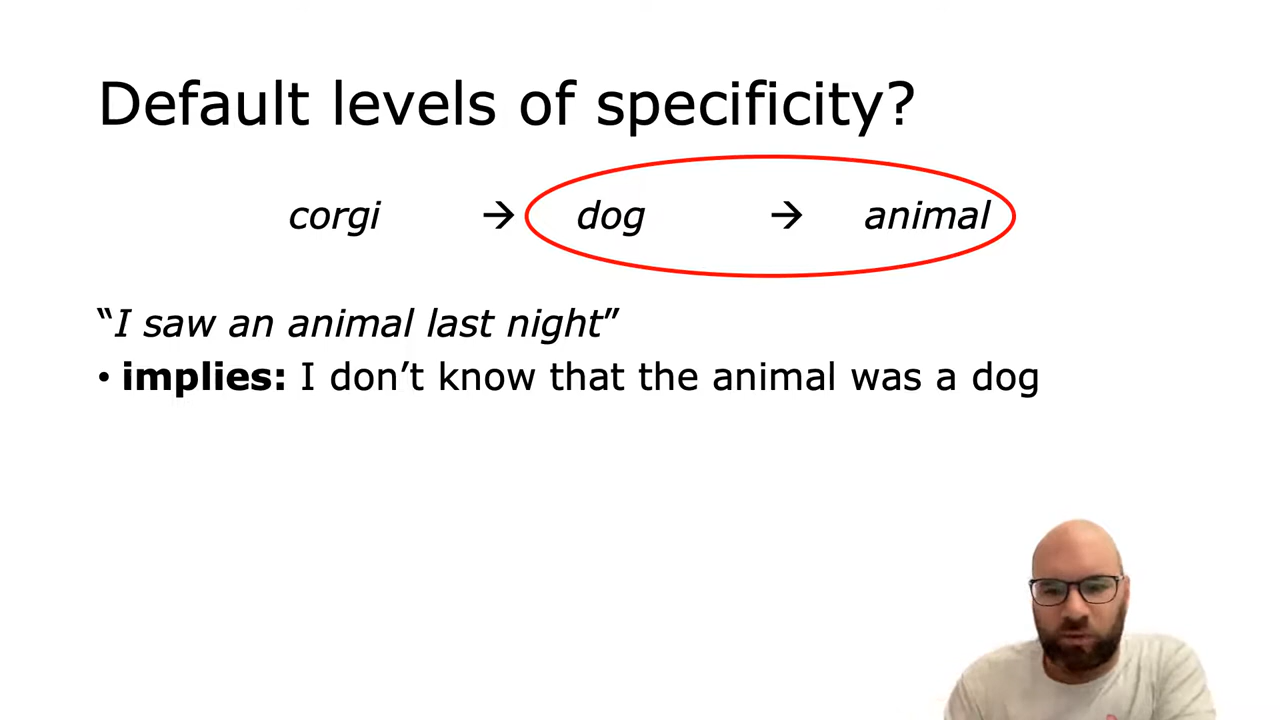 Default levels of specificity?
corgi → dog → animal
“I saw an animal last night”
• implies: I don’t know that the animal was a dog